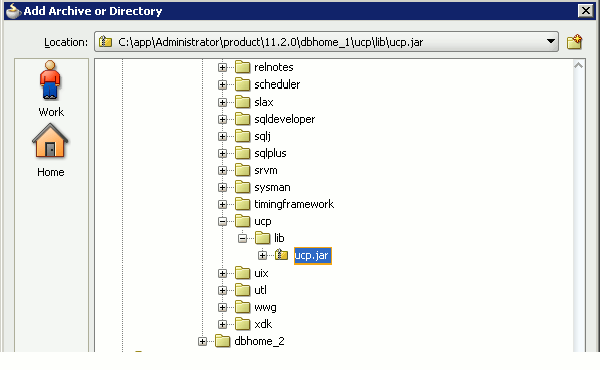 Add Archive or Directory
Location: C:\app\Administrator\product\11.2.0\dbhome_1\ucp\lib\ucp.jar
Work
Home
relnotes
scheduler
slax
sqldeveloper
sqlj
sqlplus
srvm
sysman
timingframework
ucp
lib
ucp.jar
uix
utl
wwg
xdk
dbhome_2